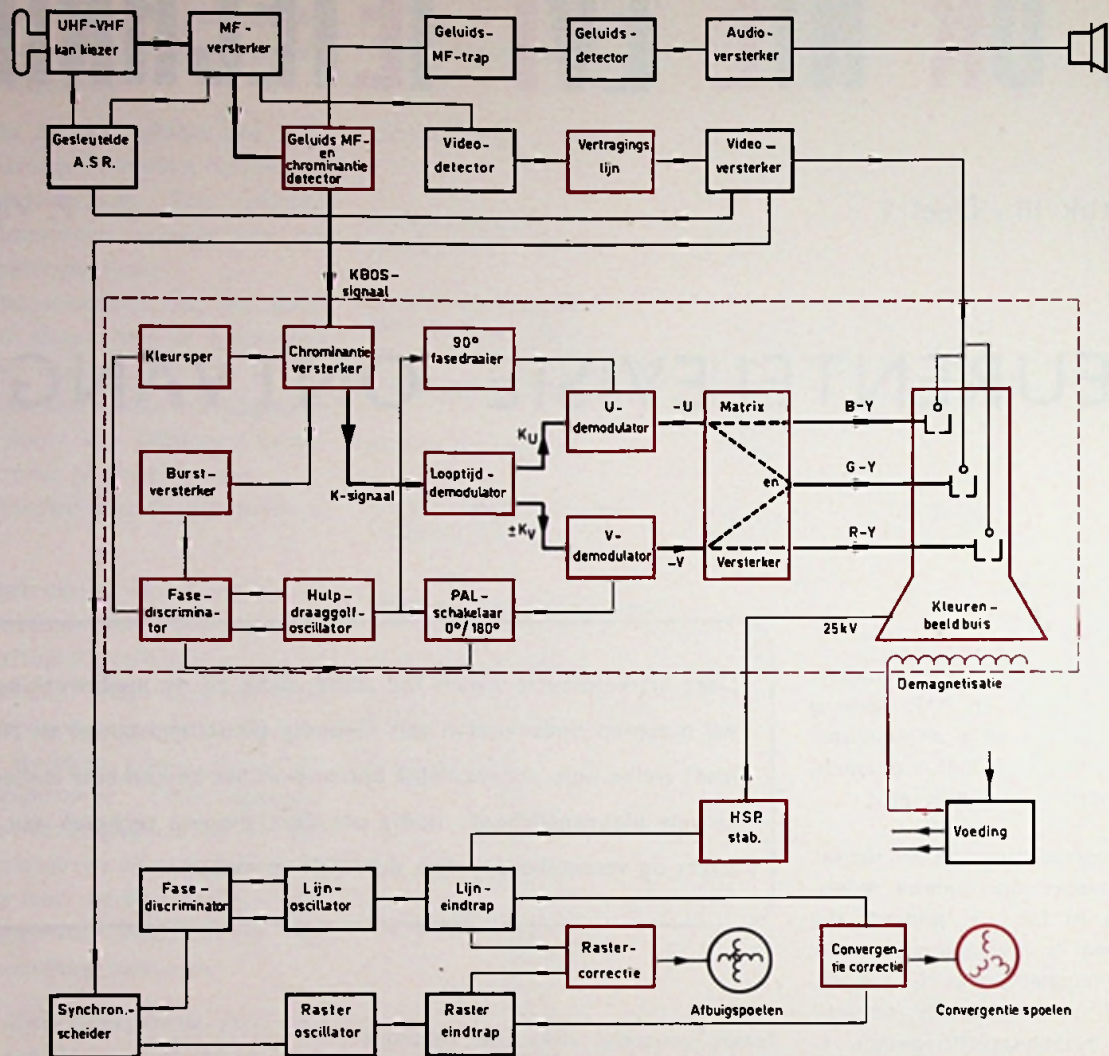 UHF-VHF
kan kiezer
MF-
versterker
Geluids-
MF-trap
Geluids-
detector
Audio-
versterker
Gesleutelde
A.S.R.
Geluids MF-
en
chrominantie
detector
Video-
detector
Vertragings
lijn
Video-
versterker
KBOS-
signaal
Kleursper
Chrominantie
versterker
90°
fasedraaier
U-
demodulator
-U
Matrix
B-Y
Burst-
versterker
K-signaal
Looptijd-
demodulator
KU
±KV
en
G-Y
V-
demodulator
-V
Versterker
R-Y
Fase-
discrimina-
tor
Hulp-
draaggolf-
oscillator
PAL-
schakelaar
0°/180°
25kV
Kleuren-
beeldbuis
Demagnetisatie
HSP.
stab.
Voeding
Fase-
discriminator
Lijn-
oscillator
Lijn-
eindtrap
Raster-
correctie
Convergen-
tie correctie
Afbuigspoelen
Convergentie spoelen
Synchron.-
scheider
Raster
oscillator
Raster
eindtrap